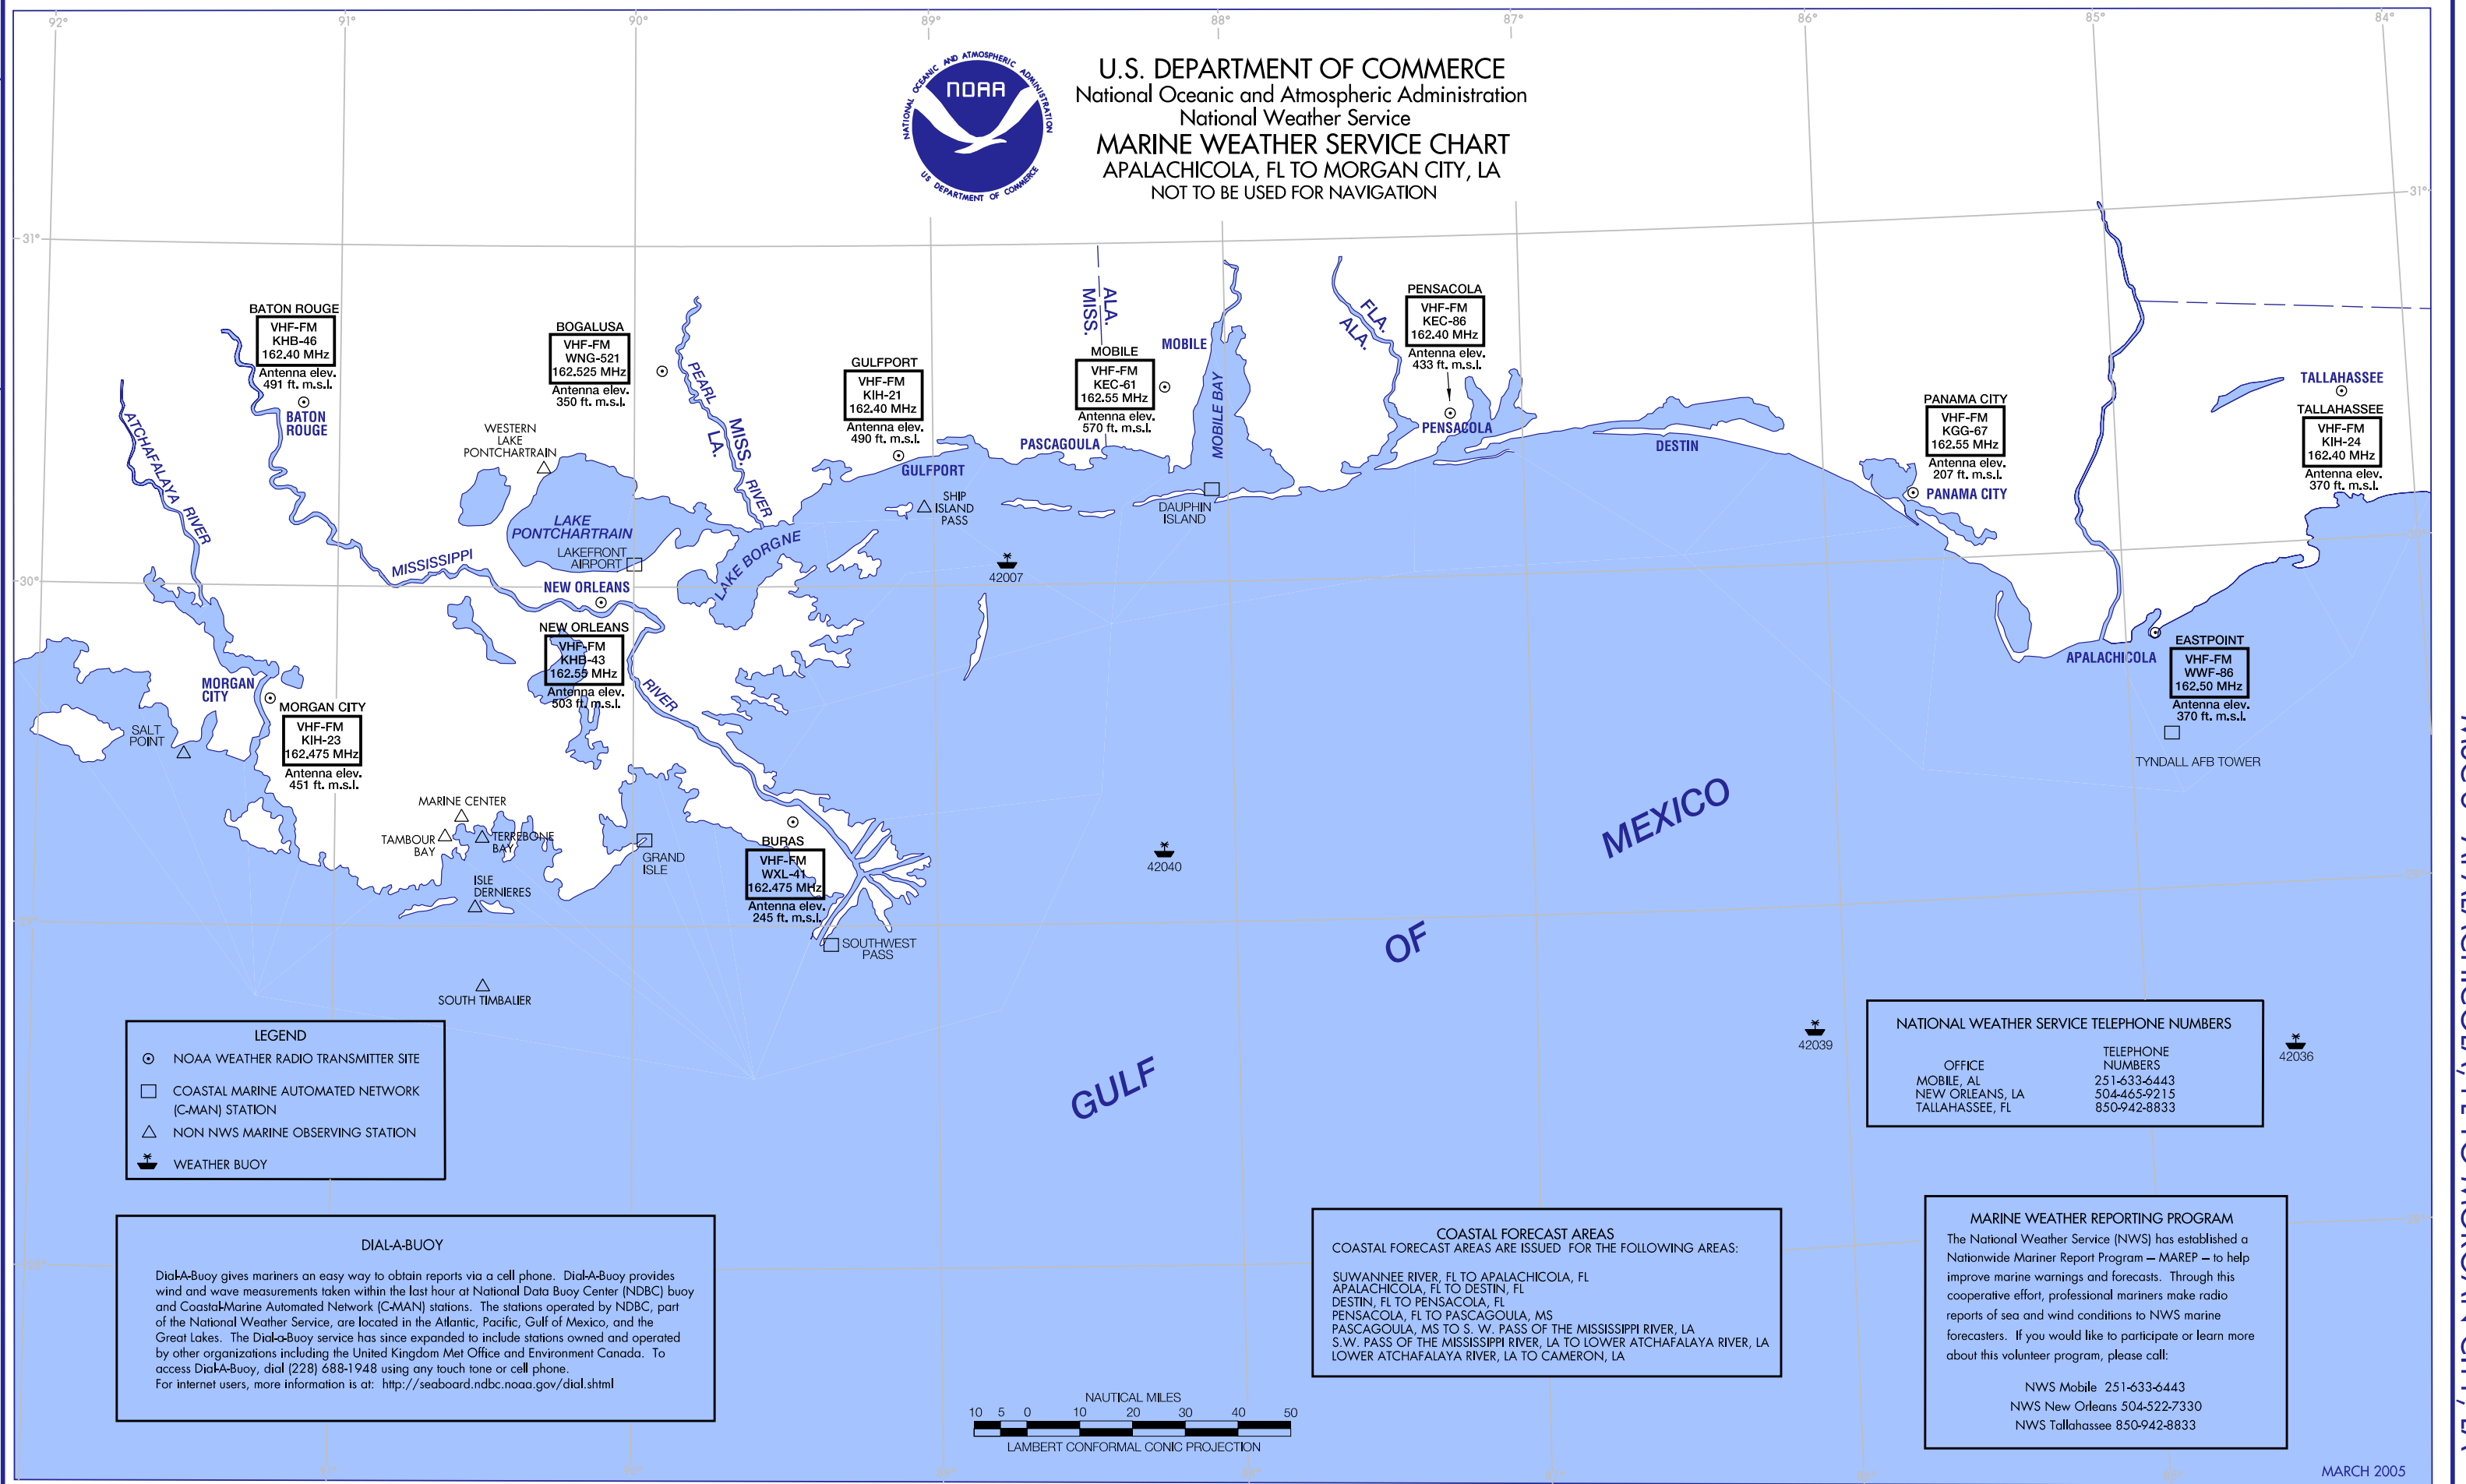 92° 91° 90° 89° 88° 87° 86° 85° 84°
NATIONAL OCEANIC AND ATMOSPHERIC ADMINISTRATION
NOAA
US DEPARTMENT OF COMMERCE
U.S. DEPARTMENT OF COMMERCE
National Oceanic and Atmospheric Administration
National Weather Service
MARINE WEATHER SERVICE CHART
APALACHICOLA, FL TO MORGAN CITY, LA
NOT TO BE USED FOR NAVIGATION
31°
31°
BATON ROUGE
VHF-FM
KHB-46
162.40 MHz
Antenna elev.
491 ft. m.s.l.
BATON
ROUGE
ATCHAFALAYA RIVER
BOGALUSA
VHF-FM
WNG-521
162.525 MHz
Antenna elev.
350 ft. m.s.l.
PEARL RIVER
MISS.
LA.
GULFPORT
VHF-FM
KIH-21
162.40 MHz
Antenna elev.
490 ft. m.s.l.
GULFPORT
MISS.
ALA.
MOBILE
VHF-FM
KEC-61
162.55 MHz
Antenna elev.
570 ft. m.s.l.
MOBILE
MOBILE BAY
PASCAGOULA
FLA.
ALA.
PENSACOLA
VHF-FM
KEC-86
162.40 MHz
Antenna elev.
433 ft. m.s.l.
PENSACOLA
DESTIN
PANAMA CITY
VHF-FM
KGG-67
162.55 MHz
Antenna elev.
207 ft. m.s.l.
PANAMA CITY
TALLAHASSEE
TALLAHASSEE
VHF-FM
KIH-24
162.40 MHz
Antenna elev.
370 ft. m.s.l.
WESTERN
LAKE
PONTCHARTRAIN
LAKE
PONTCHARTRAIN
LAKEFRONT
AIRPORT
LAKE BORGNE
SHIP
ISLAND
PASS
DAUPHIN
ISLAND
42007
30°
MISSISSIPPI
RIVER
NEW ORLEANS
NEW ORLEANS
VHF-FM
KHB-43
162.55 MHz
Antenna elev.
503 ft. m.s.l.
MORGAN
CITY
MORGAN CITY
VHF-FM
KIH-23
162.475 MHz
Antenna elev.
451 ft. m.s.l.
SALT
POINT
MARINE CENTER
TAMBOUR
BAY
TERREBONE
BAY
ISLE
DERNIERES
GRAND
ISLE
BURAS
VHF-FM
WXL-41
162.475 MHz
Antenna elev.
245 ft. m.s.l.
SOUTHWEST
PASS
SOUTH TIMBALIER
APALACHICOLA
EASTPOINT
VHF-FM
WWF-86
162.50 MHz
Antenna elev.
370 ft. m.s.l.
TYNDALL AFB TOWER
42040
42039
42036
GULF
OF
MEXICO
LEGEND
NOAA WEATHER RADIO TRANSMITTER SITE
COASTAL MARINE AUTOMATED NETWORK
(C-MAN) STATION
NON NWS MARINE OBSERVING STATION
WEATHER BUOY
NATIONAL WEATHER SERVICE TELEPHONE NUMBERS
TELEPHONE
OFFICE NUMBERS
MOBILE, AL 251-633-6443
NEW ORLEANS, LA 504-465-9215
TALLAHASSEE, FL 850-942-8833
DIAL-A-BUOY
Dial-A-Buoy gives mariners an easy way to obtain reports via a cell phone. Dial-A-Buoy provides
wind and wave measurements taken within the last hour at National Data Buoy Center (NDBC) buoy
and Coastal-Marine Automated Network (C-MAN) stations. The stations operated by NDBC, part
of the National Weather Service, are located in the Atlantic, Pacific, Gulf of Mexico, and the
Great Lakes. The Dial-a-Buoy service has since expanded to include stations owned and operated
by other organizations including the United Kingdom Met Office and Environment Canada. To
access Dial-A-Buoy, dial (228) 688-1948 using any touch tone or cell phone.
For internet users, more information is at: http://seaboard.ndbc.noaa.gov/dial.shtml
COASTAL FORECAST AREAS
COASTAL FORECAST AREAS ARE ISSUED FOR THE FOLLOWING AREAS:
SUWANNEE RIVER, FL TO APALACHICOLA, FL
APALACHICOLA, FL TO DESTIN, FL
DESTIN, FL TO PENSACOLA, FL
PENSACOLA, FL TO PASCAGOULA, MS
PASCAGOULA, MS TO S. W. PASS OF THE MISSISSIPPI RIVER, LA
S.W. PASS OF THE MISSISSIPPI RIVER, LA TO LOWER ATCHAFALAYA RIVER, LA
LOWER ATCHAFALAYA RIVER, LA TO CAMERON, LA
MARINE WEATHER REPORTING PROGRAM
The National Weather Service (NWS) has established a
Nationwide Mariner Report Program – MAREP – to help
improve marine warnings and forecasts. Through this
cooperative effort, professional mariners make radio
reports of sea and wind conditions to NWS marine
forecasters. If you would like to participate or learn more
about this volunteer program, please call:
NWS Mobile 251-633-6443
NWS New Orleans 504-522-7330
NWS Tallahassee 850-942-8833
NAUTICAL MILES
10 5 0 10 20 30 40 50
LAMBERT CONFORMAL CONIC PROJECTION
MARCH 2005